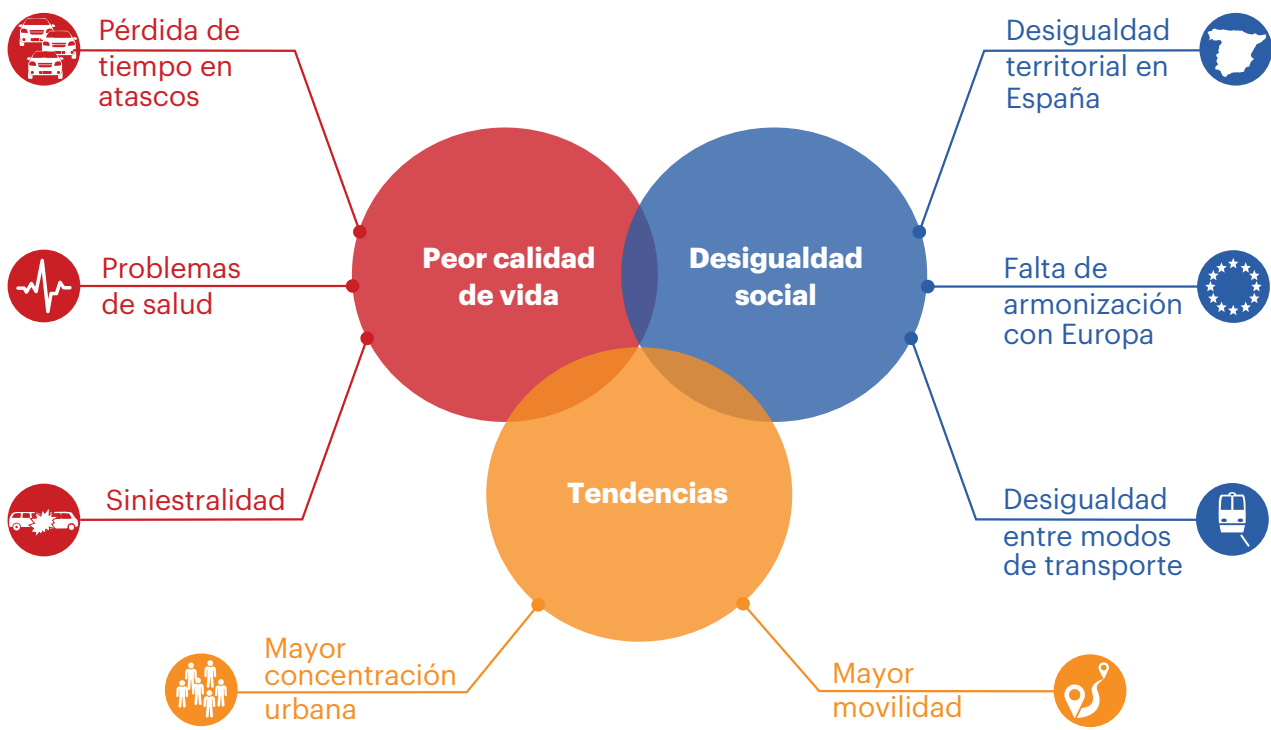 Pérdida de
tiempo en
atascos
Problemas
de salud
Siniestralidad
Peor calidad
de vida
Desigualdad
social
Tendencias
Desigualdad
territorial en
España
Falta de
armonización
con Europa
Desigualdad
entre modos
de transporte
Mayor
concentración
urbana
Mayor
movilidad